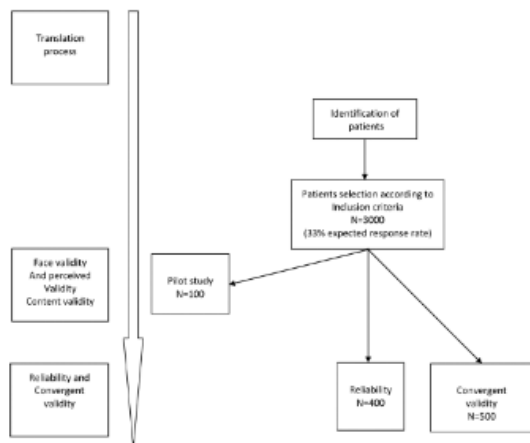 Translation
process
Identification of
patients
Patients selection according to
Inclusion criteria
N=3000
(33% expected response rate)
Face validity
And perceived
Validity
Content validity
Pilot study
N=100
Reliability and
Convergent
validity
Reliability
N=400
Convergent
validity
N=500